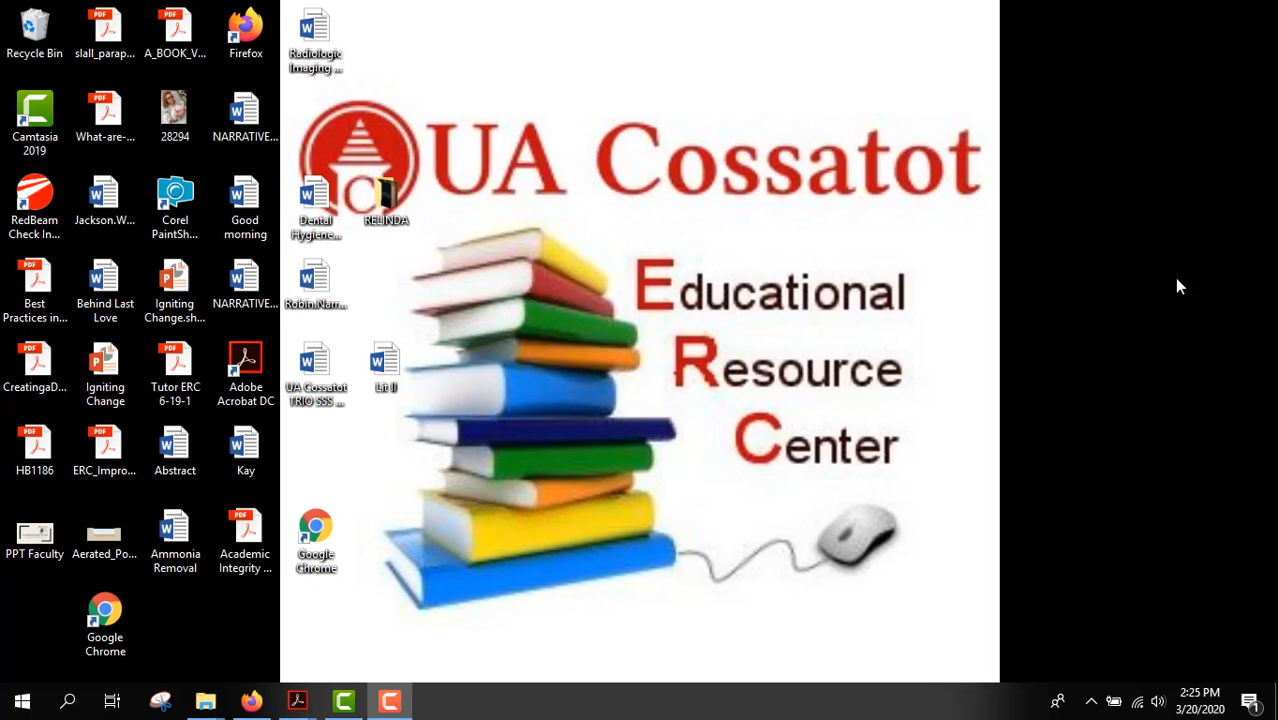 Recycle Bin
slall_parap...
A_BOOK_V...
Firefox
Radiologic
Imaging ...
Camtasia
2019
What-are-...
28294
NARRATIVE...
UA Cossatot
RedBeam
Check In...
Jackson.W...
Corel
PaintSh...
Good
morning
Dental
Hygiene...
RELINDA
Best
Practices in...
Behind Last
Love
Igniting
Change.sh...
NARRATIVE...
Robin.Narr...
Educational
CreatingaD...
Igniting
Change
Tutor ERC
6-19-1
Adobe
Acrobat DC
UA Cossatot
TRIO SSS ...
Lit II
Resource
HB1186
ERC_Impro...
Abstract
Kay
Center
PPT Faculty
Aerated_Po...
Ammonia
Removal
Academic
Integrity ...
Google
Chrome
Google
Chrome
2:25 PM
3/20/2020
1